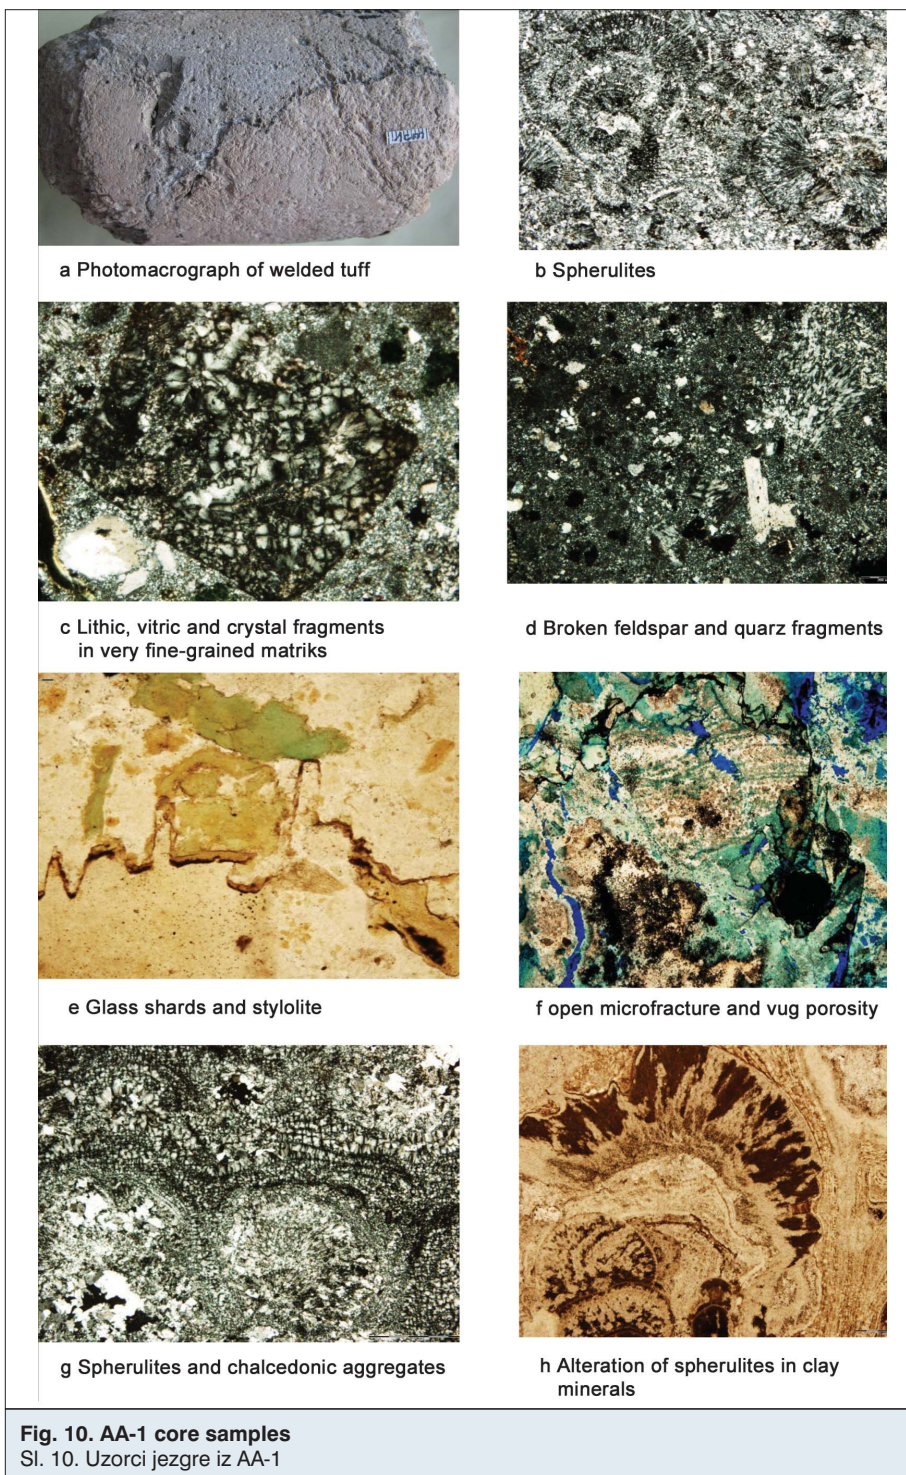 a Photomacrograph of welded tuff
b Spherulites
c Lithic, vitric and crystal fragments
in very fine-grained matriks
d Broken feldspar and quarz fragments
e Glass shards and stylolite
f open microfracture and vug porosity
g Spherulites and chalcedonic aggregates
h Alteration of spherulites in clay
minerals
Fig. 10. AA-1 core samples
Sl. 10. Uzorci jezgre iz AA-1